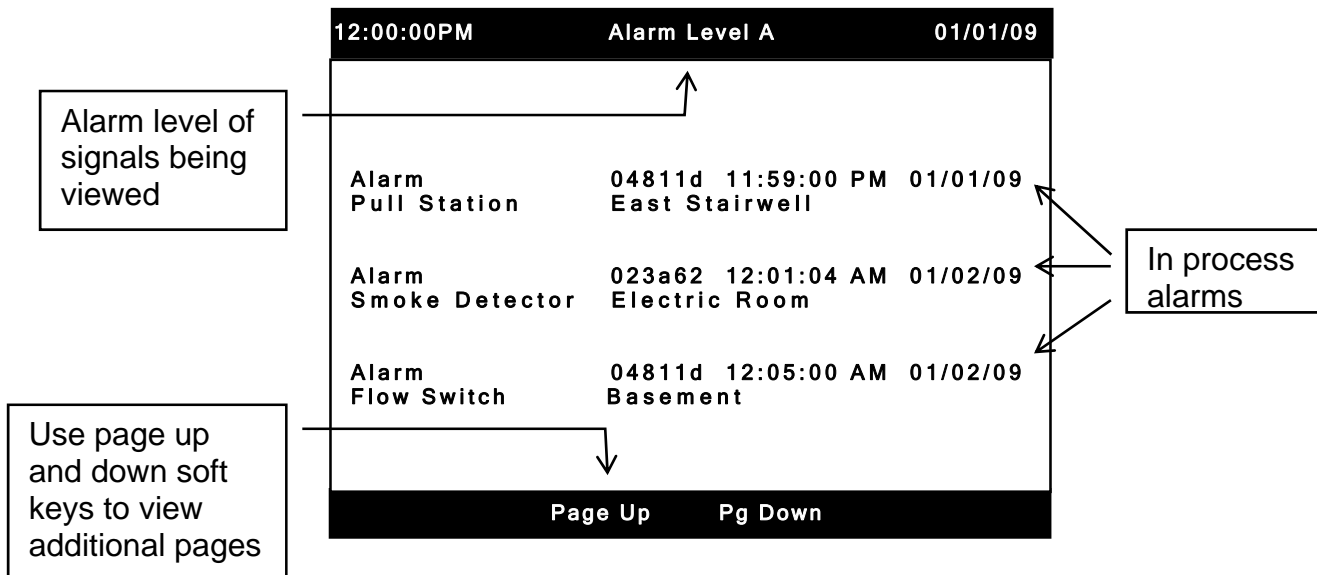 12:00:00PM Alarm Level A 01/01/09
Alarm level of
signals being
viewed
Alarm 04811d 11:59:00 PM 01/01/09
Pull Station East Stairwell
Alarm 023a62 12:01:04 AM 01/02/09
Smoke Detector Electric Room
In process
alarms
Alarm 04811d 12:05:00 AM 01/02/09
Flow Switch Basement
Use page up
and down soft
keys to view
additional pages
Page Up Pg Down